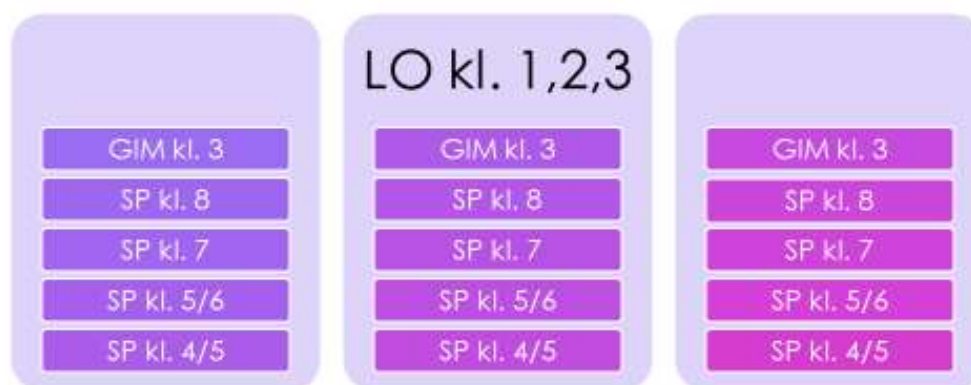 LO kl. 1,2,3
GIM kl. 3
SP kl. 8
SP kl. 7
SP kl. 5/6
SP kl. 4/5
GIM kl. 3
SP kl. 8
SP kl. 7
SP kl. 5/6
SP kl. 4/5
GIM kl. 3
SP kl. 8
SP kl. 7
SP kl. 5/6
SP kl. 4/5